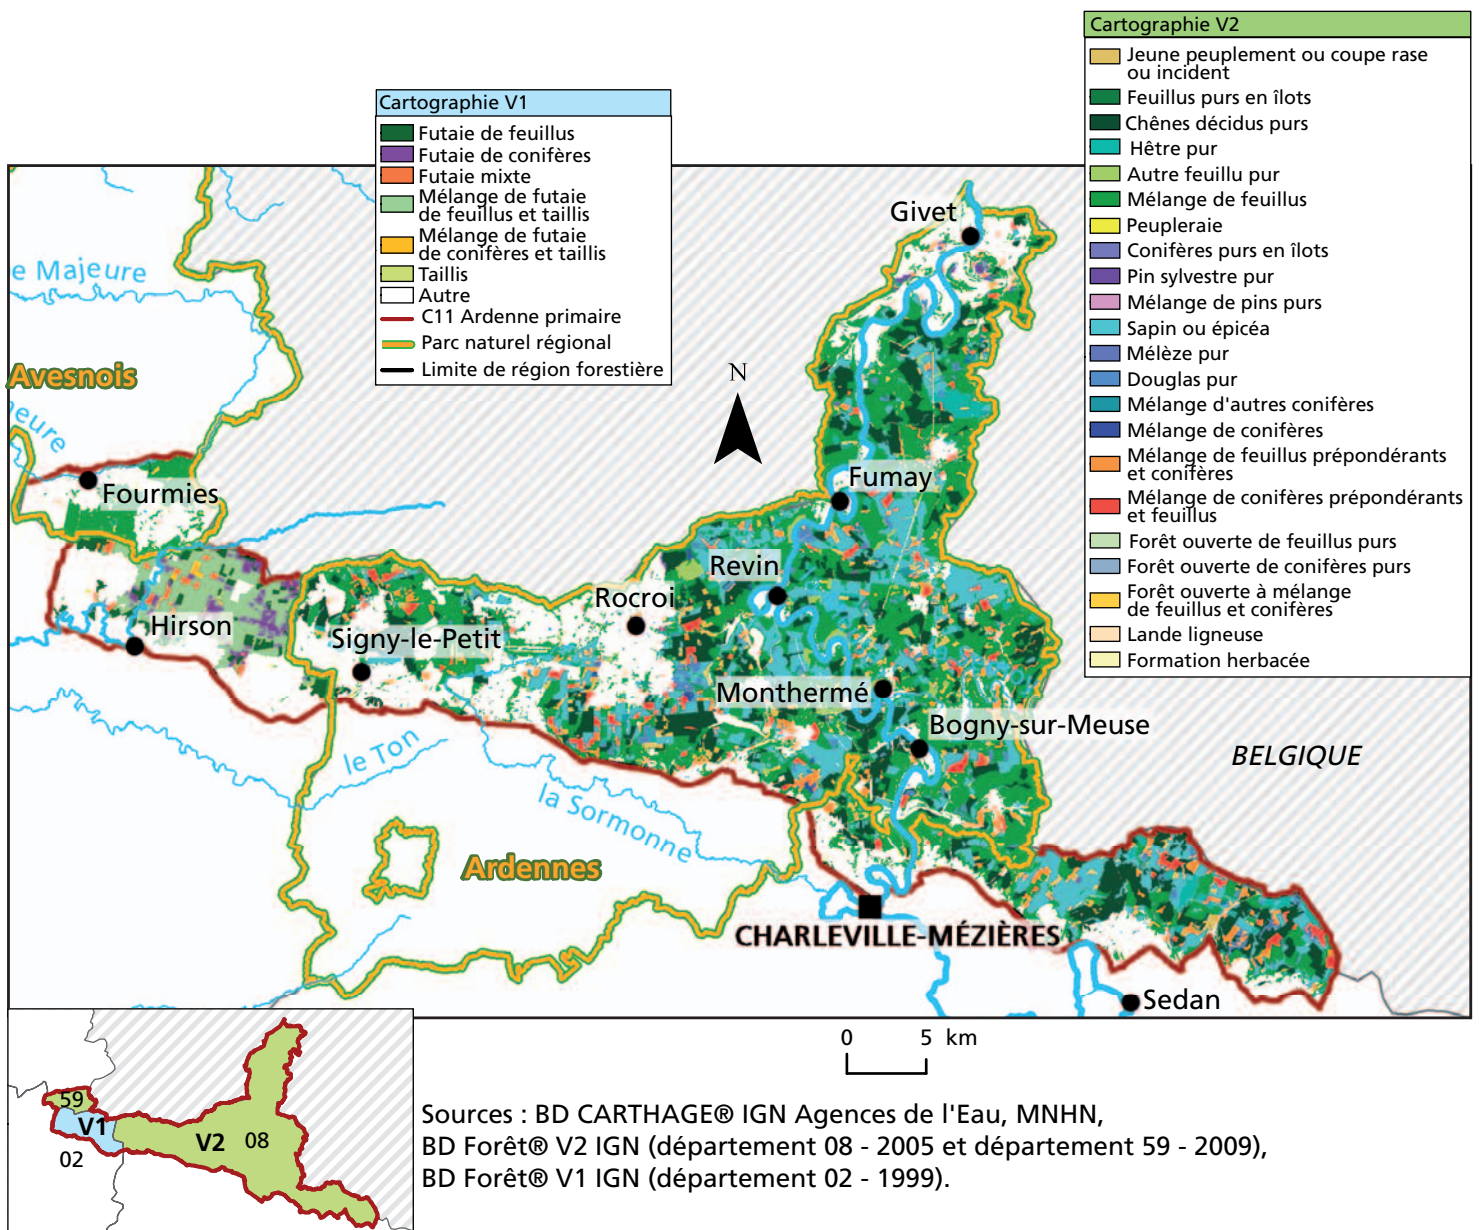 Cartographie V2
Jeune peuplement ou coupe rase
ou incident
Feuillus purs en îlots
Chênes décidus purs
Hêtre pur
Autre feuillu pur
Mélange de feuillus
Peupleraie
Conifères purs en îlots
Pin sylvestre pur
Mélange de pins purs
Sapin ou épicéa
Mélèze pur
Douglas pur
Mélange d'autres conifères
Mélange de conifères
Mélange de feuillus prépondérants
et conifères
Mélange de conifères prépondérants
et feuillus
Forêt ouverte de feuillus purs
Forêt ouverte de conifères purs
Forêt ouverte à mélange
de feuillus et conifères
Lande ligneuse
Formation herbacée
Cartographie V1
Futaie de feuillus
Futaie de conifères
Futaie mixte
Mélange de futaie
de feuillus et taillis
Mélange de futaie
de conifères et taillis
Taillis
Autre
C11 Ardenne primaire
Parc naturel régional
Limite de région forestière
Givet
e Majeure
N
Avesnois
eure
Fourmies
Fumay
Revin
Rocroi
Hirson
Signy-le-Petit
Monthermé
Bogny-sur-Meuse
BELGIQUE
le Ton
la Sormonne
Ardennes
CHARLEVILLE-MÉZIÈRES
Sedan
0 5 km
59
V1
V2 08
02
Sources : BD CARTHAGE® IGN Agences de l'Eau, MNHN,
BD Forêt® V2 IGN (département 08 - 2005 et département 59 - 2009),
BD Forêt® V1 IGN (département 02 - 1999).